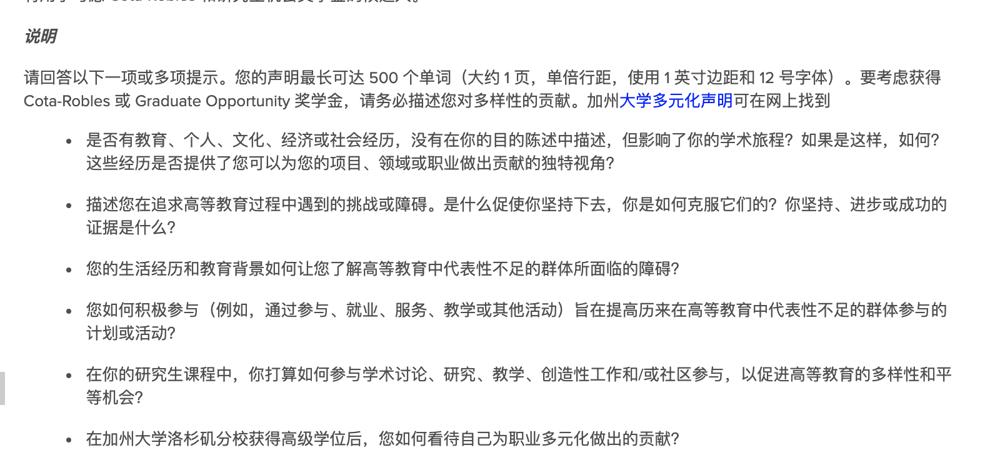 说明
请回答以下一项或多项提示。您的声明最长可达 500 个单词（大约 1 页，单倍行距，使用 1 英寸边距和 12 号字体）。要考虑获得
Cota-Robles 或 Graduate Opportunity 奖学金，请务必描述您对多样性的贡献。加州大学多元化声明可在网上找到
是否有教育、个人、文化、经济或社会经历，没有在你的目的陈述中描述，但影响了你的学术旅程？如果是这样，如何？
这些经历是否提供了您可以为您的项目、领域或职业做出贡献的独特视角？
描述您在追求高等教育过程中遇到的挑战或障碍。是什么促使你坚持下去，你是如何克服它们的？你坚持、进步或成功的
证据是什么？
您的生活经历和教育背景如何让您了解高等教育中代表性不足的群体所面临的障碍？
您如何积极参与（例如，通过参与、就业、服务、教学或其他活动）旨在提高历来在高等教育中代表性不足的群体参与的
计划或活动？
在你的研究生课程中，你打算如何参与学术讨论、研究、教学、创造性工作和/或社区参与，以促进高等教育的多样性和平
等机会？
在加州大学洛杉矶分校获得高级学位后，您如何看待自己为职业多元化做出的贡献？